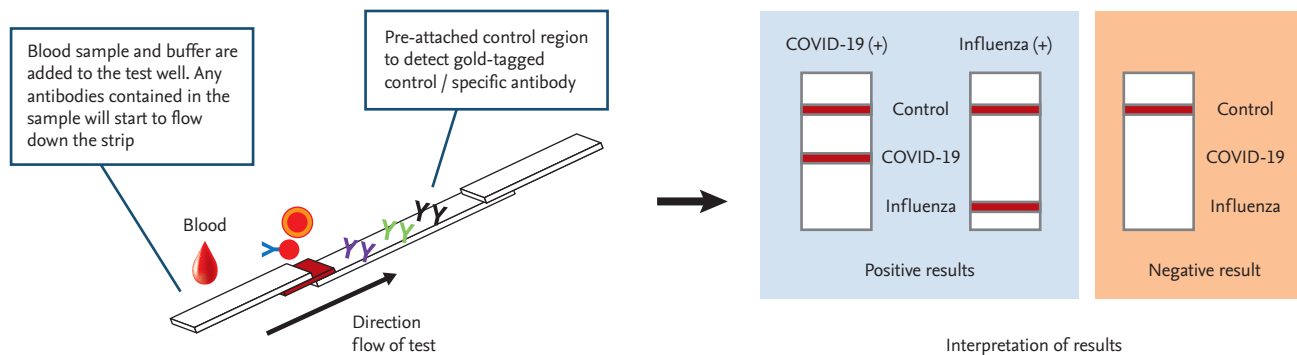 Blood sample and buffer are
added to the test well. Any
antibodies contained in the
sample will start to flow
down the strip
Pre-attached control region
to detect gold-tagged
control / specific antibody
Blood
Direction
flow of test
COVID-19 (+)
Influenza (+)
Control
COVID-19
Influenza
Positive results
Control
COVID-19
Influenza
Negative result
Interpretation of results